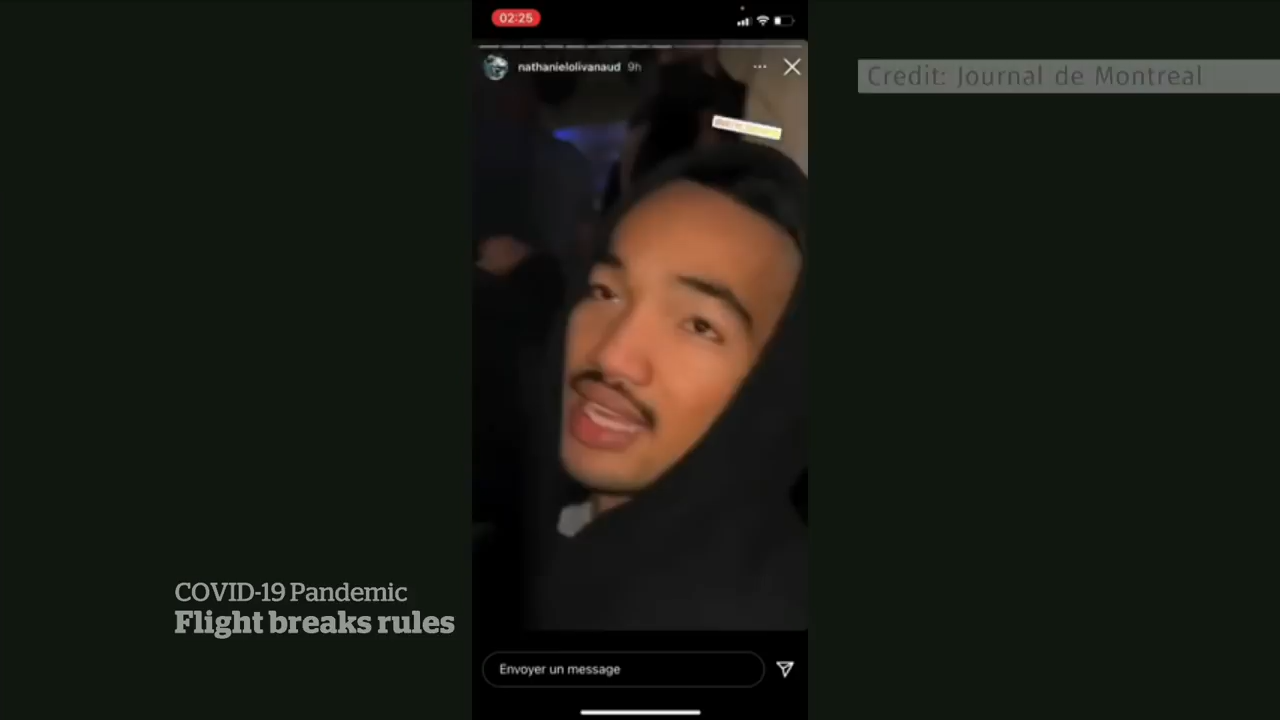 02:25
nathanielolivanaud 9h
Credit: Journal de Montreal
COVID-19 Pandemic
Flight breaks rules
Envoyer un message